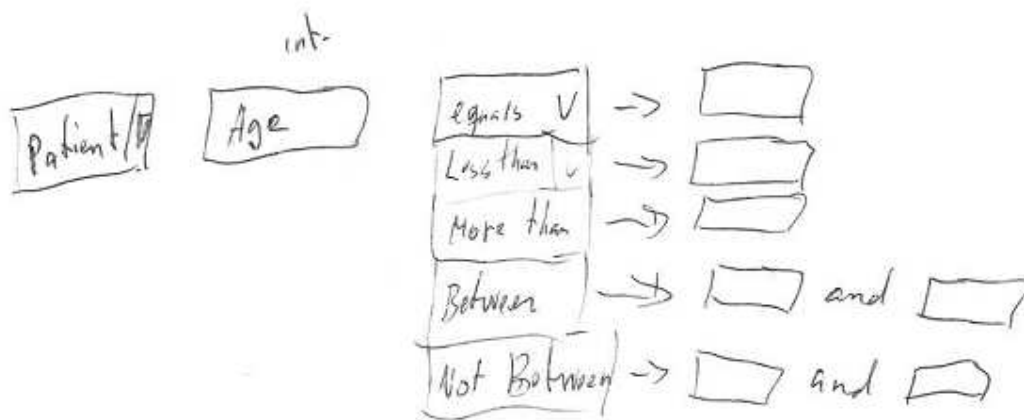 int.
Patient Age equals V
Less than v
More than
Between and
Not Between and